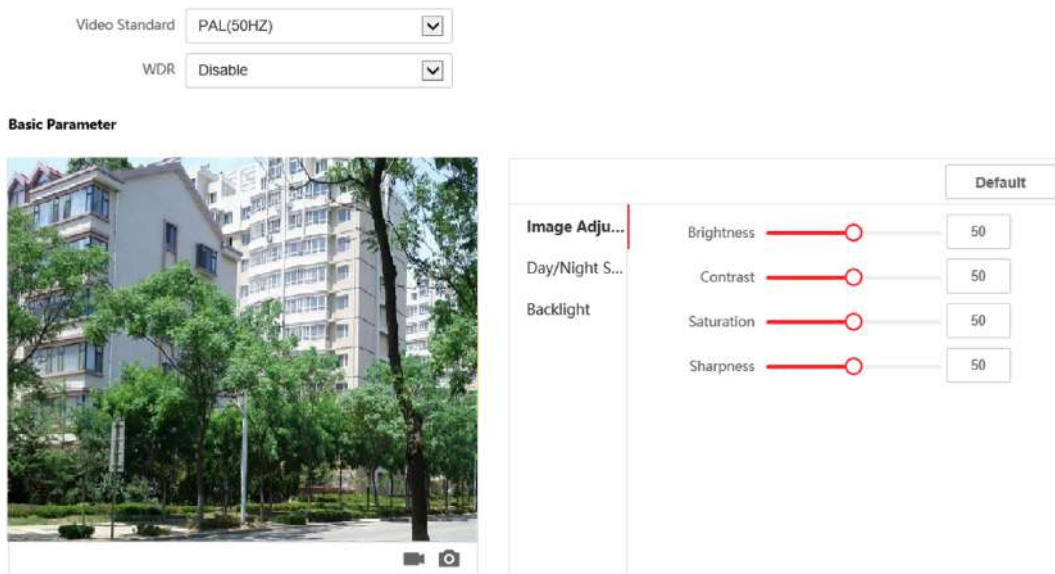 Video Standard PAL(50HZ)
WDR Disable
Basic Parameter
Default
Image Adju...
Day/Night S...
Backlight
Brightness 50
Contrast 50
Saturation 50
Sharpness 50